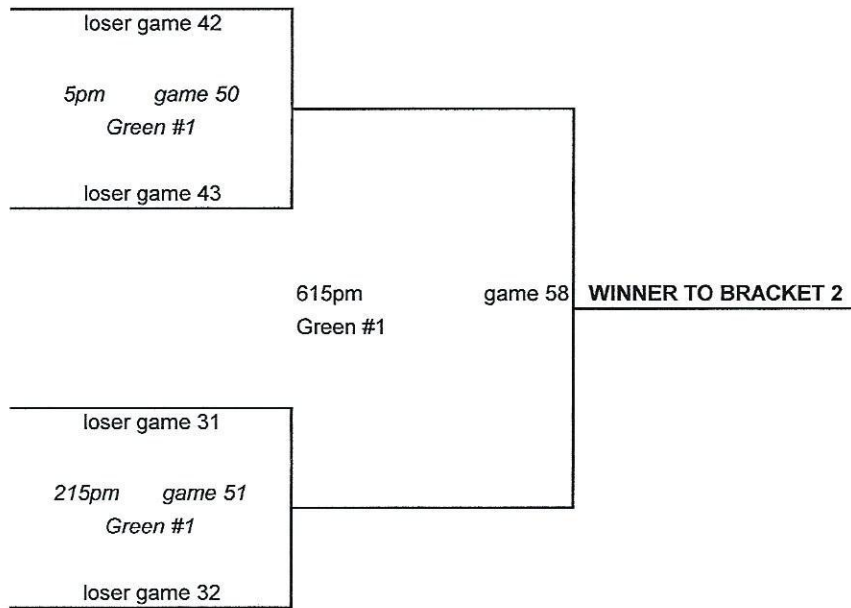 loser game 42
5pm game 50
Green #1
loser game 43
615pm game 58 WINNER TO BRACKET 2
Green #1
loser game 31
215pm game 51
Green #1
loser game 32